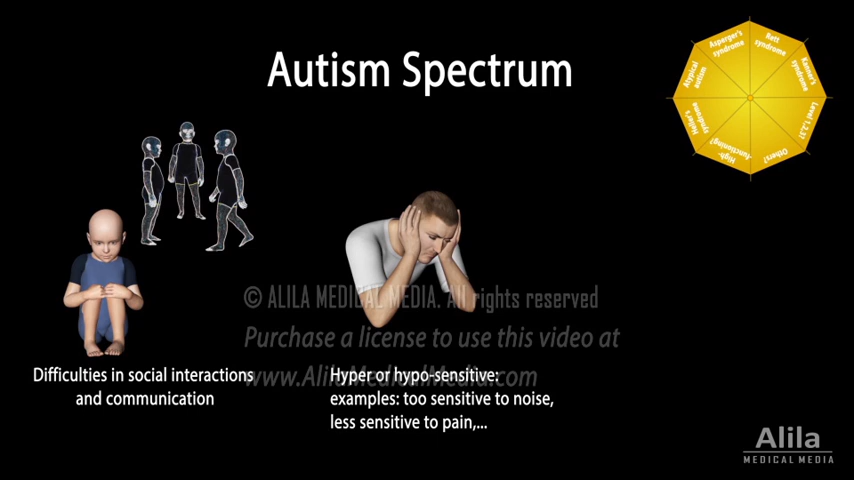 Autism Spectrum
Asperger's
syndrome
Rett
syndrome
Kanner's
syndrome
Level 1,2,3?
Others?
High-
functioning?
Heller's
syndrome
Atypical
autism
© ALILA MEDICAL MEDIA. All rights reserved
Purchase a license to use this video at
www.AlilaMedicalMedia.com
Difficulties in social interactions
and communication
Hyper or hypo-sensitive:
examples: too sensitive to noise,
less sensitive to pain,...
Alila
MEDICAL MEDIA